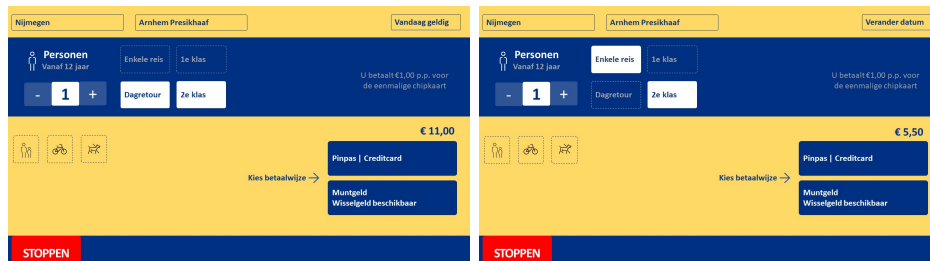 Nijmegen
Arnhem Presikhaaf
Vandaag geldig
Personen
Vanaf 12 jaar
- 1 +
Enkele reis
1e klas
Dagretour
2e klas
U betaalt €1,00 p.p. voor
de eenmalige chipkaart
€ 11,00
Kies betaalwijze →
Pinpas | Creditcard
Muntgeld
Wisselgeld beschikbaar
STOPPEN
Nijmegen
Arnhem Presikhaaf
Verander datum
Personen
Vanaf 12 jaar
- 1 +
Enkele reis
1e klas
Dagretour
2e klas
U betaalt €1,00 p.p. voor
de eenmalige chipkaart
€ 5,50
Kies betaalwijze →
Pinpas | Creditcard
Muntgeld
Wisselgeld beschikbaar
STOPPEN